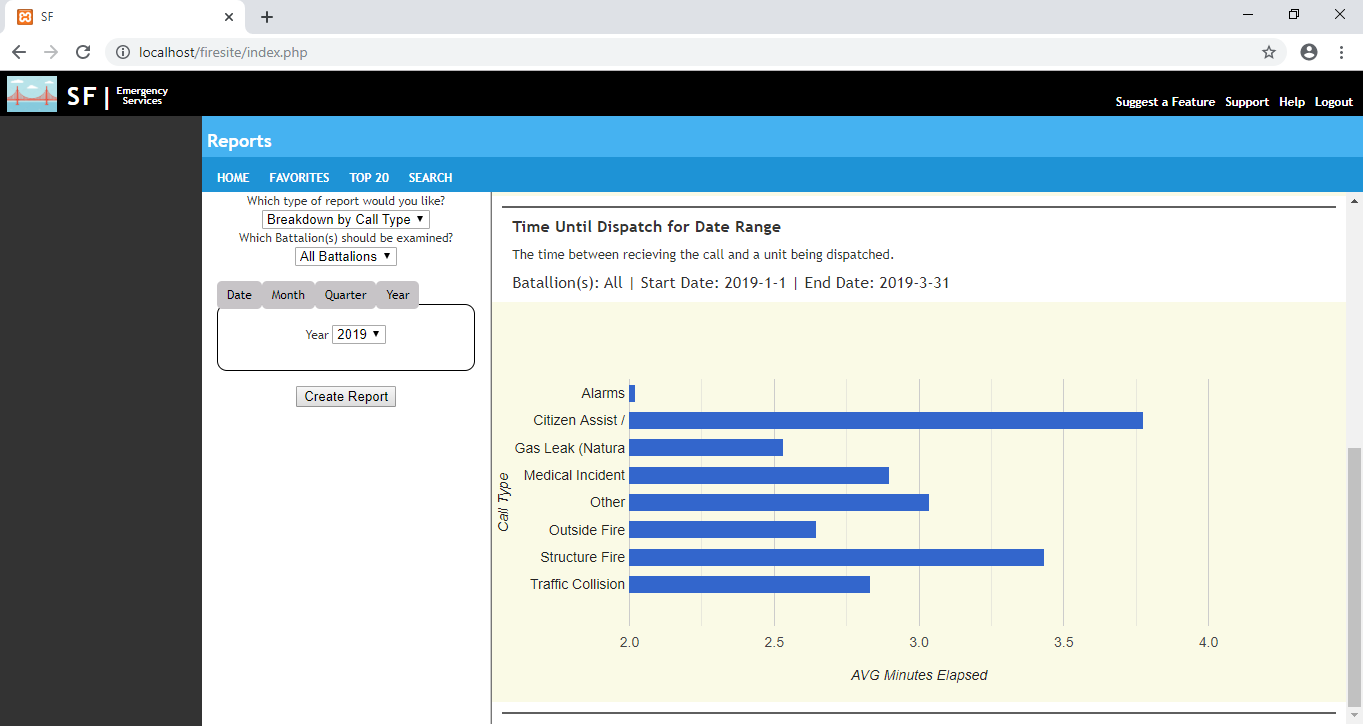 SF
localhost/firesite/index.php
SF | Emergency Services
Suggest a Feature Support Help Logout
Reports
HOME FAVORITES TOP 20 SEARCH
Which type of report would you like?
Breakdown by Call Type
Which Battalion(s) should be examined?
All Battalions
Date Month Quarter Year
Year 2019
Create Report
Time Until Dispatch for Date Range
The time between recieving the call and a unit being dispatched.
Batallion(s): All | Start Date: 2019-1-1 | End Date: 2019-3-31
Call Type
Alarms
Citizen Assist /
Gas Leak (Natura
Medical Incident
Other
Outside Fire
Structure Fire
Traffic Collision
2.0 2.5 3.0 3.5 4.0
AVG Minutes Elapsed